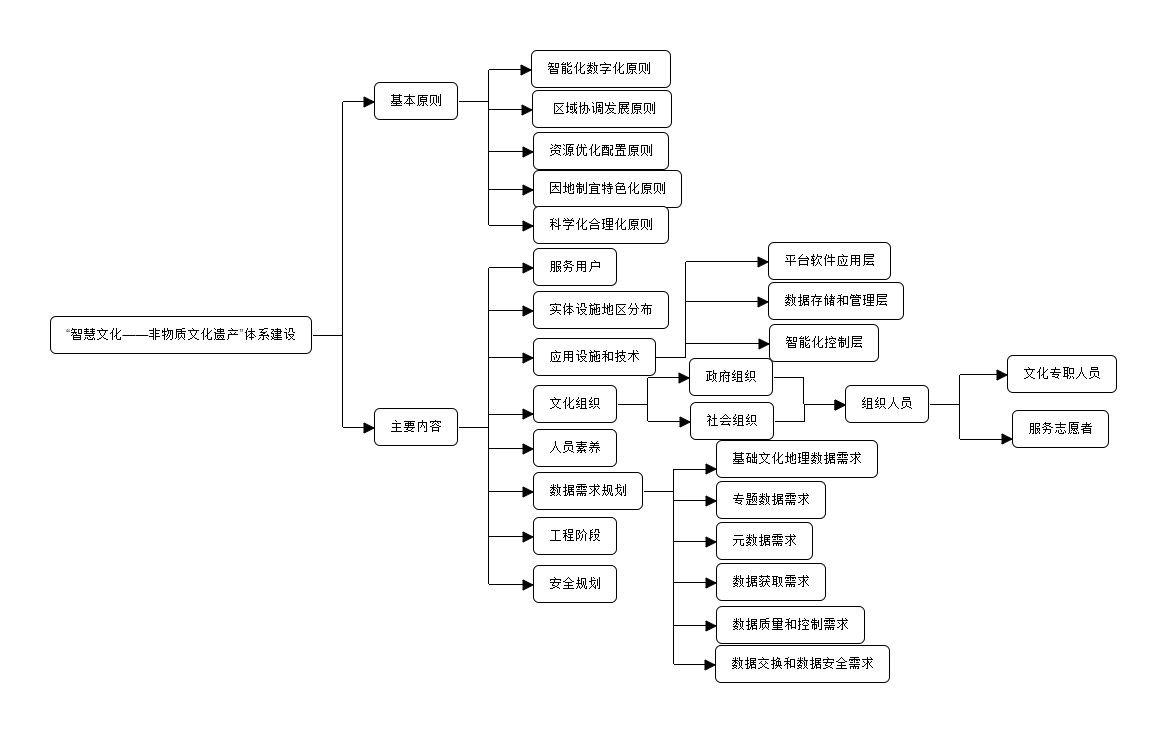 “智慧文化——非物质文化遗产”体系建设
基本原则
智能化数字化原则
区域协调发展原则
资源优化配置原则
因地制宜特色化原则
科学化合理化原则
主要内容
服务用户
实体设施地区分布
应用设施和技术
平台软件应用层
数据存储和管理层
智能化控制层
文化组织
政府组织
社会组织
组织人员
文化专职人员
服务志愿者
人员素养
数据需求规划
基础文化地理数据需求
专题数据需求
元数据需求
数据获取需求
数据质量和控制需求
数据交换和数据安全需求
工程阶段
安全规划